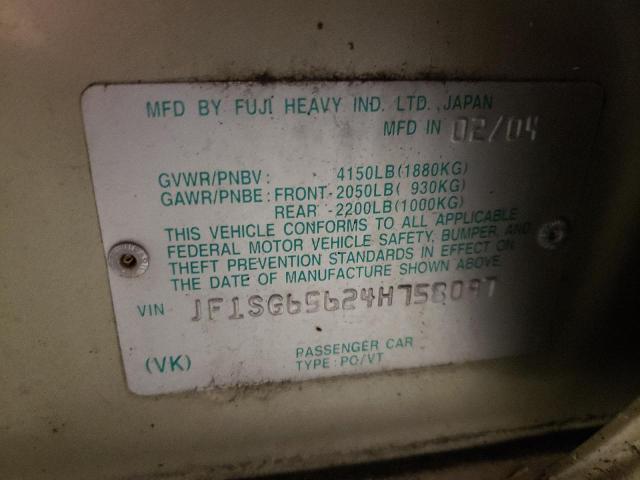 MFD BY FUJI HEAVY IND. LTD. JAPAN
MFD IN 02/04
GVWR/PNBV: 4150LB(1880KG)
GAWR/PNBE: FRONT-2050LB( 930KG)
REAR -2200LB(1000KG)
THIS VEHICLE CONFORMS TO ALL APPLICABLE
FEDERAL MOTOR VEHICLE SAFETY, BUMPER, AND
THEFT PREVENTION STANDARDS IN EFFECT ON
THE DATE OF MANUFACTURE SHOWN ABOVE.
VIN JF1SG65624H758097
(VK) PASSENGER CAR
TYPE:PO/VT